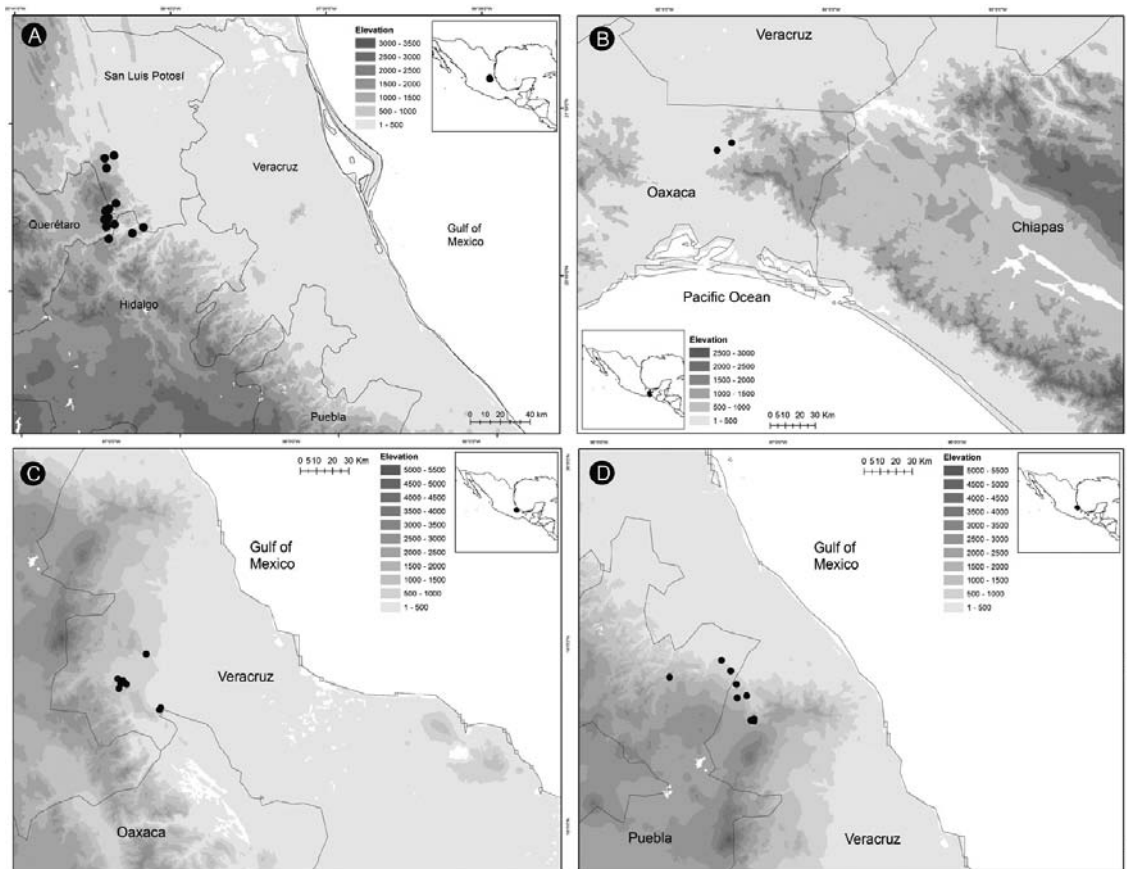 A
San Luis Potosí
Veracruz
Querétaro
Hidalgo
Puebla
Gulf of
Mexico
Elevation
3000 - 3500
2500 - 3000
2000 - 2500
1500 - 2000
1000 - 1500
500 - 1000
1 - 500
0 10 20 40 km
B
Veracruz
Oaxaca
Chiapas
Pacific Ocean
Elevation
2500 - 3000
2000 - 2500
1500 - 2000
1000 - 1500
500 - 1000
1 - 500
0 510 20 30 Km
C
0 510 20 30 Km
Elevation
5000 - 5500
4500 - 5000
4000 - 4500
3500 - 4000
3000 - 3500
2500 - 3000
2000 - 2500
1500 - 2000
1000 - 1500
500 - 1000
1 - 500
Gulf of
Mexico
Veracruz
Oaxaca
D
0 510 20 30 Km
Elevation
5000 - 5500
4500 - 5000
4000 - 4500
3500 - 4000
3000 - 3500
2500 - 3000
2000 - 2500
1500 - 2000
1000 - 1500
500 - 1000
1 - 500
Gulf of
Mexico
Puebla
Veracruz